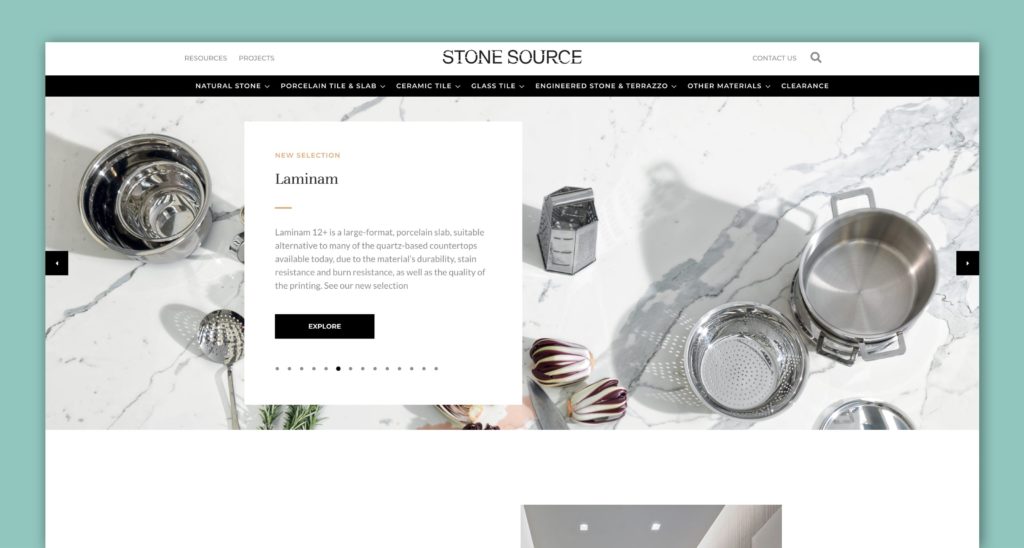 RESOURCES PROJECTS
STONE SOURCE
CONTACT US
NATURAL STONE PORCELAIN TILE & SLAB CERAMIC TILE GLASS TILE ENGINEERED STONE & TERRAZZO OTHER MATERIALS CLEARANCE
NEW SELECTION
Laminam
Laminam 12+ is a large-format, porcelain slab, suitable
alternative to many of the quartz-based countertops
available today, due to the material's durability, stain
resistance and burn resistance, as well as the quality of
the printing. See our new selection
EXPLORE